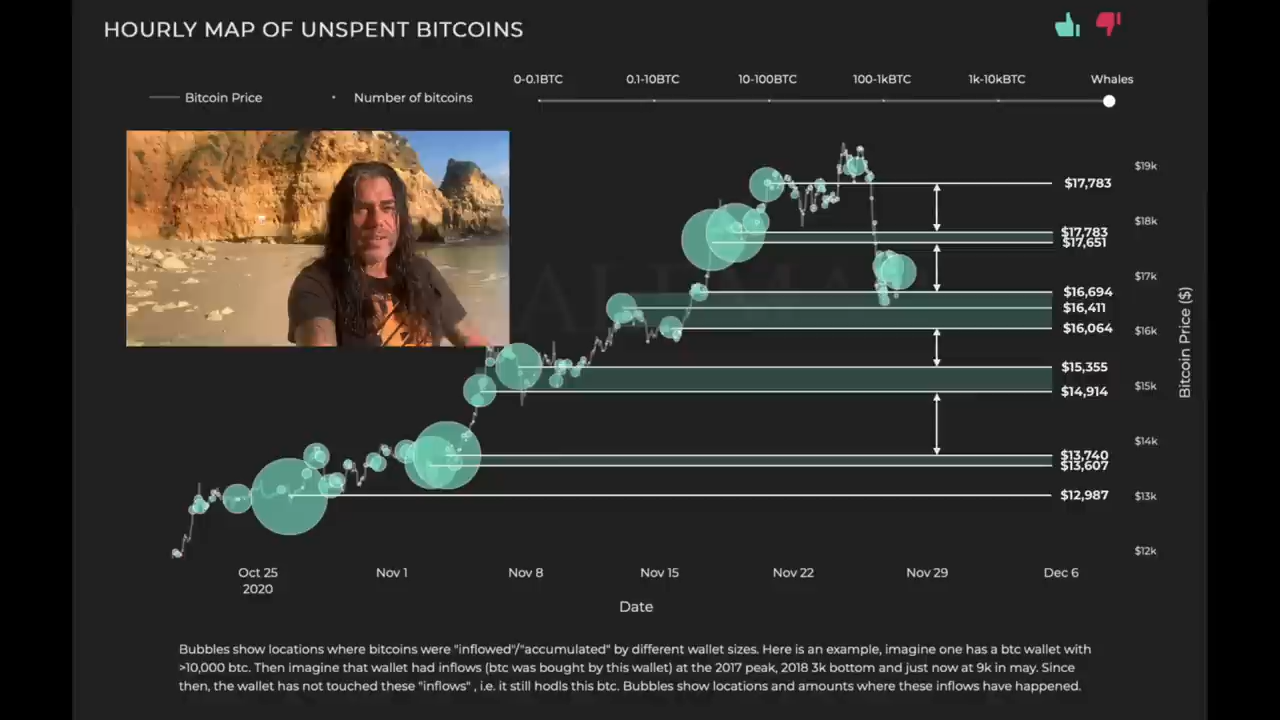 HOURLY MAP OF UNSPENT BITCOINS
0-0.1BTC 0.1-10BTC 10-100BTC 100-1kBTC 1k-10kBTC Whales
Bitcoin Price Number of bitcoins
$19k
$17,783
$18k
$17,783
$17,651
$17k
$16,694
$16,411
$16k
$16,064
$15,355
$15k
$14,914
$14k
$13,740
$13,607
$13k
$12,987
$12k
Bitcoin Price ($)
Oct 25 Nov 1 Nov 8 Nov 15 Nov 22 Nov 29 Dec 6
2020
Date
Bubbles show locations where bitcoins were "inflowed"/"accumulated" by different wallet sizes. Here is an example, imagine one has a btc wallet with
>10,000 btc. Then imagine that wallet had inflows (btc was bought by this wallet) at the 2017 peak, 2018 3k bottom and just now at 9k in may. Since
then, the wallet has not touched these "inflows" , i.e. it still hodls this btc. Bubbles show locations and amounts where these inflows have happened.